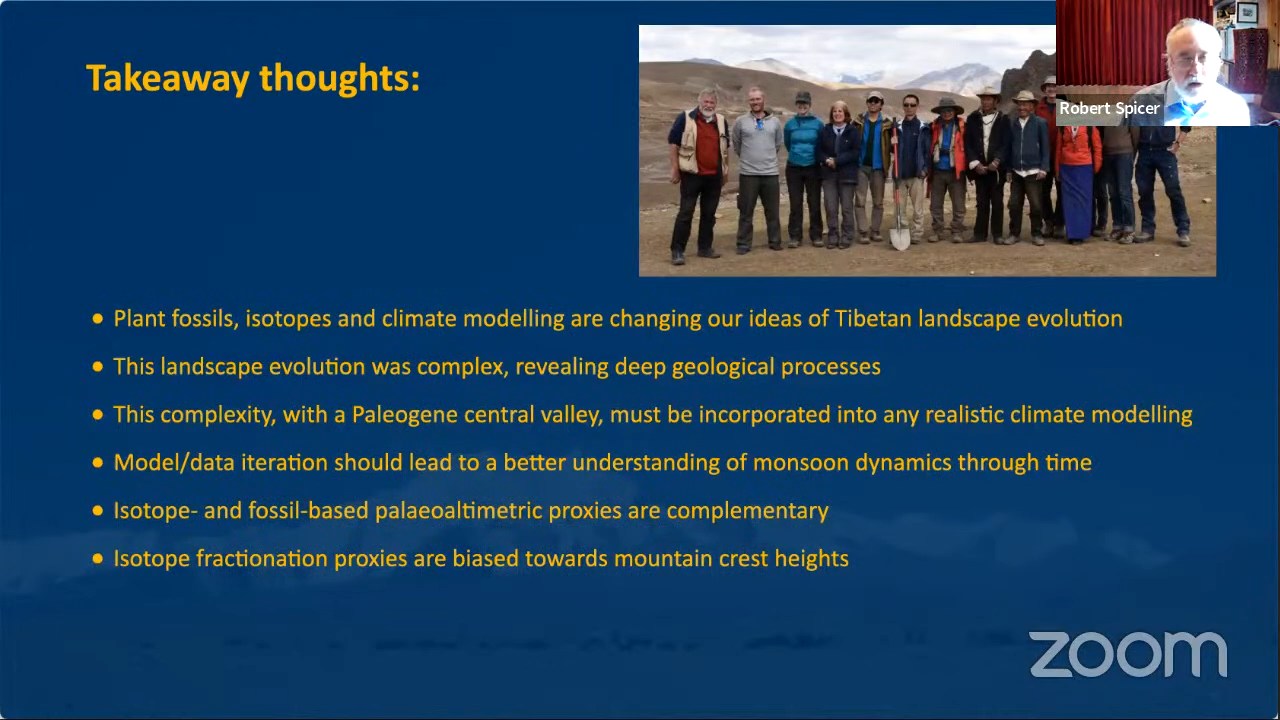 Takeaway thoughts:
Robert Spicer
• Plant fossils, isotopes and climate modelling are changing our ideas of Tibetan landscape evolution
• This landscape evolution was complex, revealing deep geological processes
• This complexity, with a Paleogene central valley, must be incorporated into any realistic climate modelling
• Model/data iteration should lead to a better understanding of monsoon dynamics through time
• Isotope- and fossil-based palaeoaltimetric proxies are complementary
• Isotope fractionation proxies are biased towards mountain crest heights
zoom